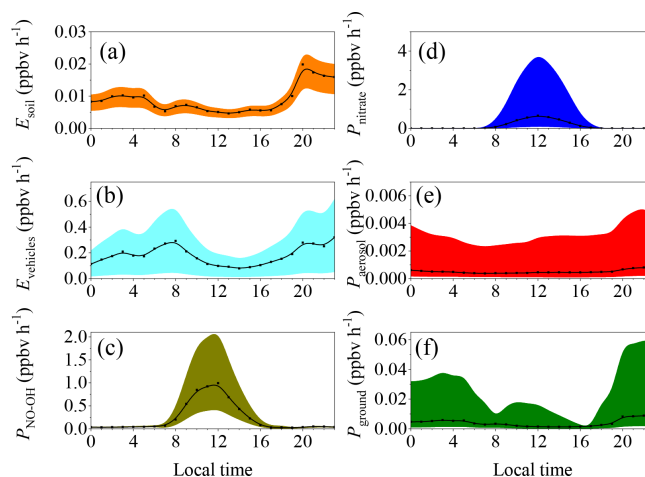 (a)
E_soil (ppbv h⁻¹)
0.03
0.02
0.01
0.00
0 4 8 12 16 20
(d)
P_nitrate (ppbv h⁻¹)
4
2
0
0 4 8 12 16 20
(b)
E_vehicles (ppbv h⁻¹)
0.6
0.4
0.2
0.0
0 4 8 12 16 20
(e)
P_aerosol (ppbv h⁻¹)
0.006
0.004
0.002
0.000
0 4 8 12 16 20
(c)
P_NO-OH (ppbv h⁻¹)
2.0
1.5
1.0
0.5
0.0
0 4 8 12 16 20
Local time
(f)
P_ground (ppbv h⁻¹)
0.06
0.04
0.02
0.00
0 4 8 12 16 20
Local time